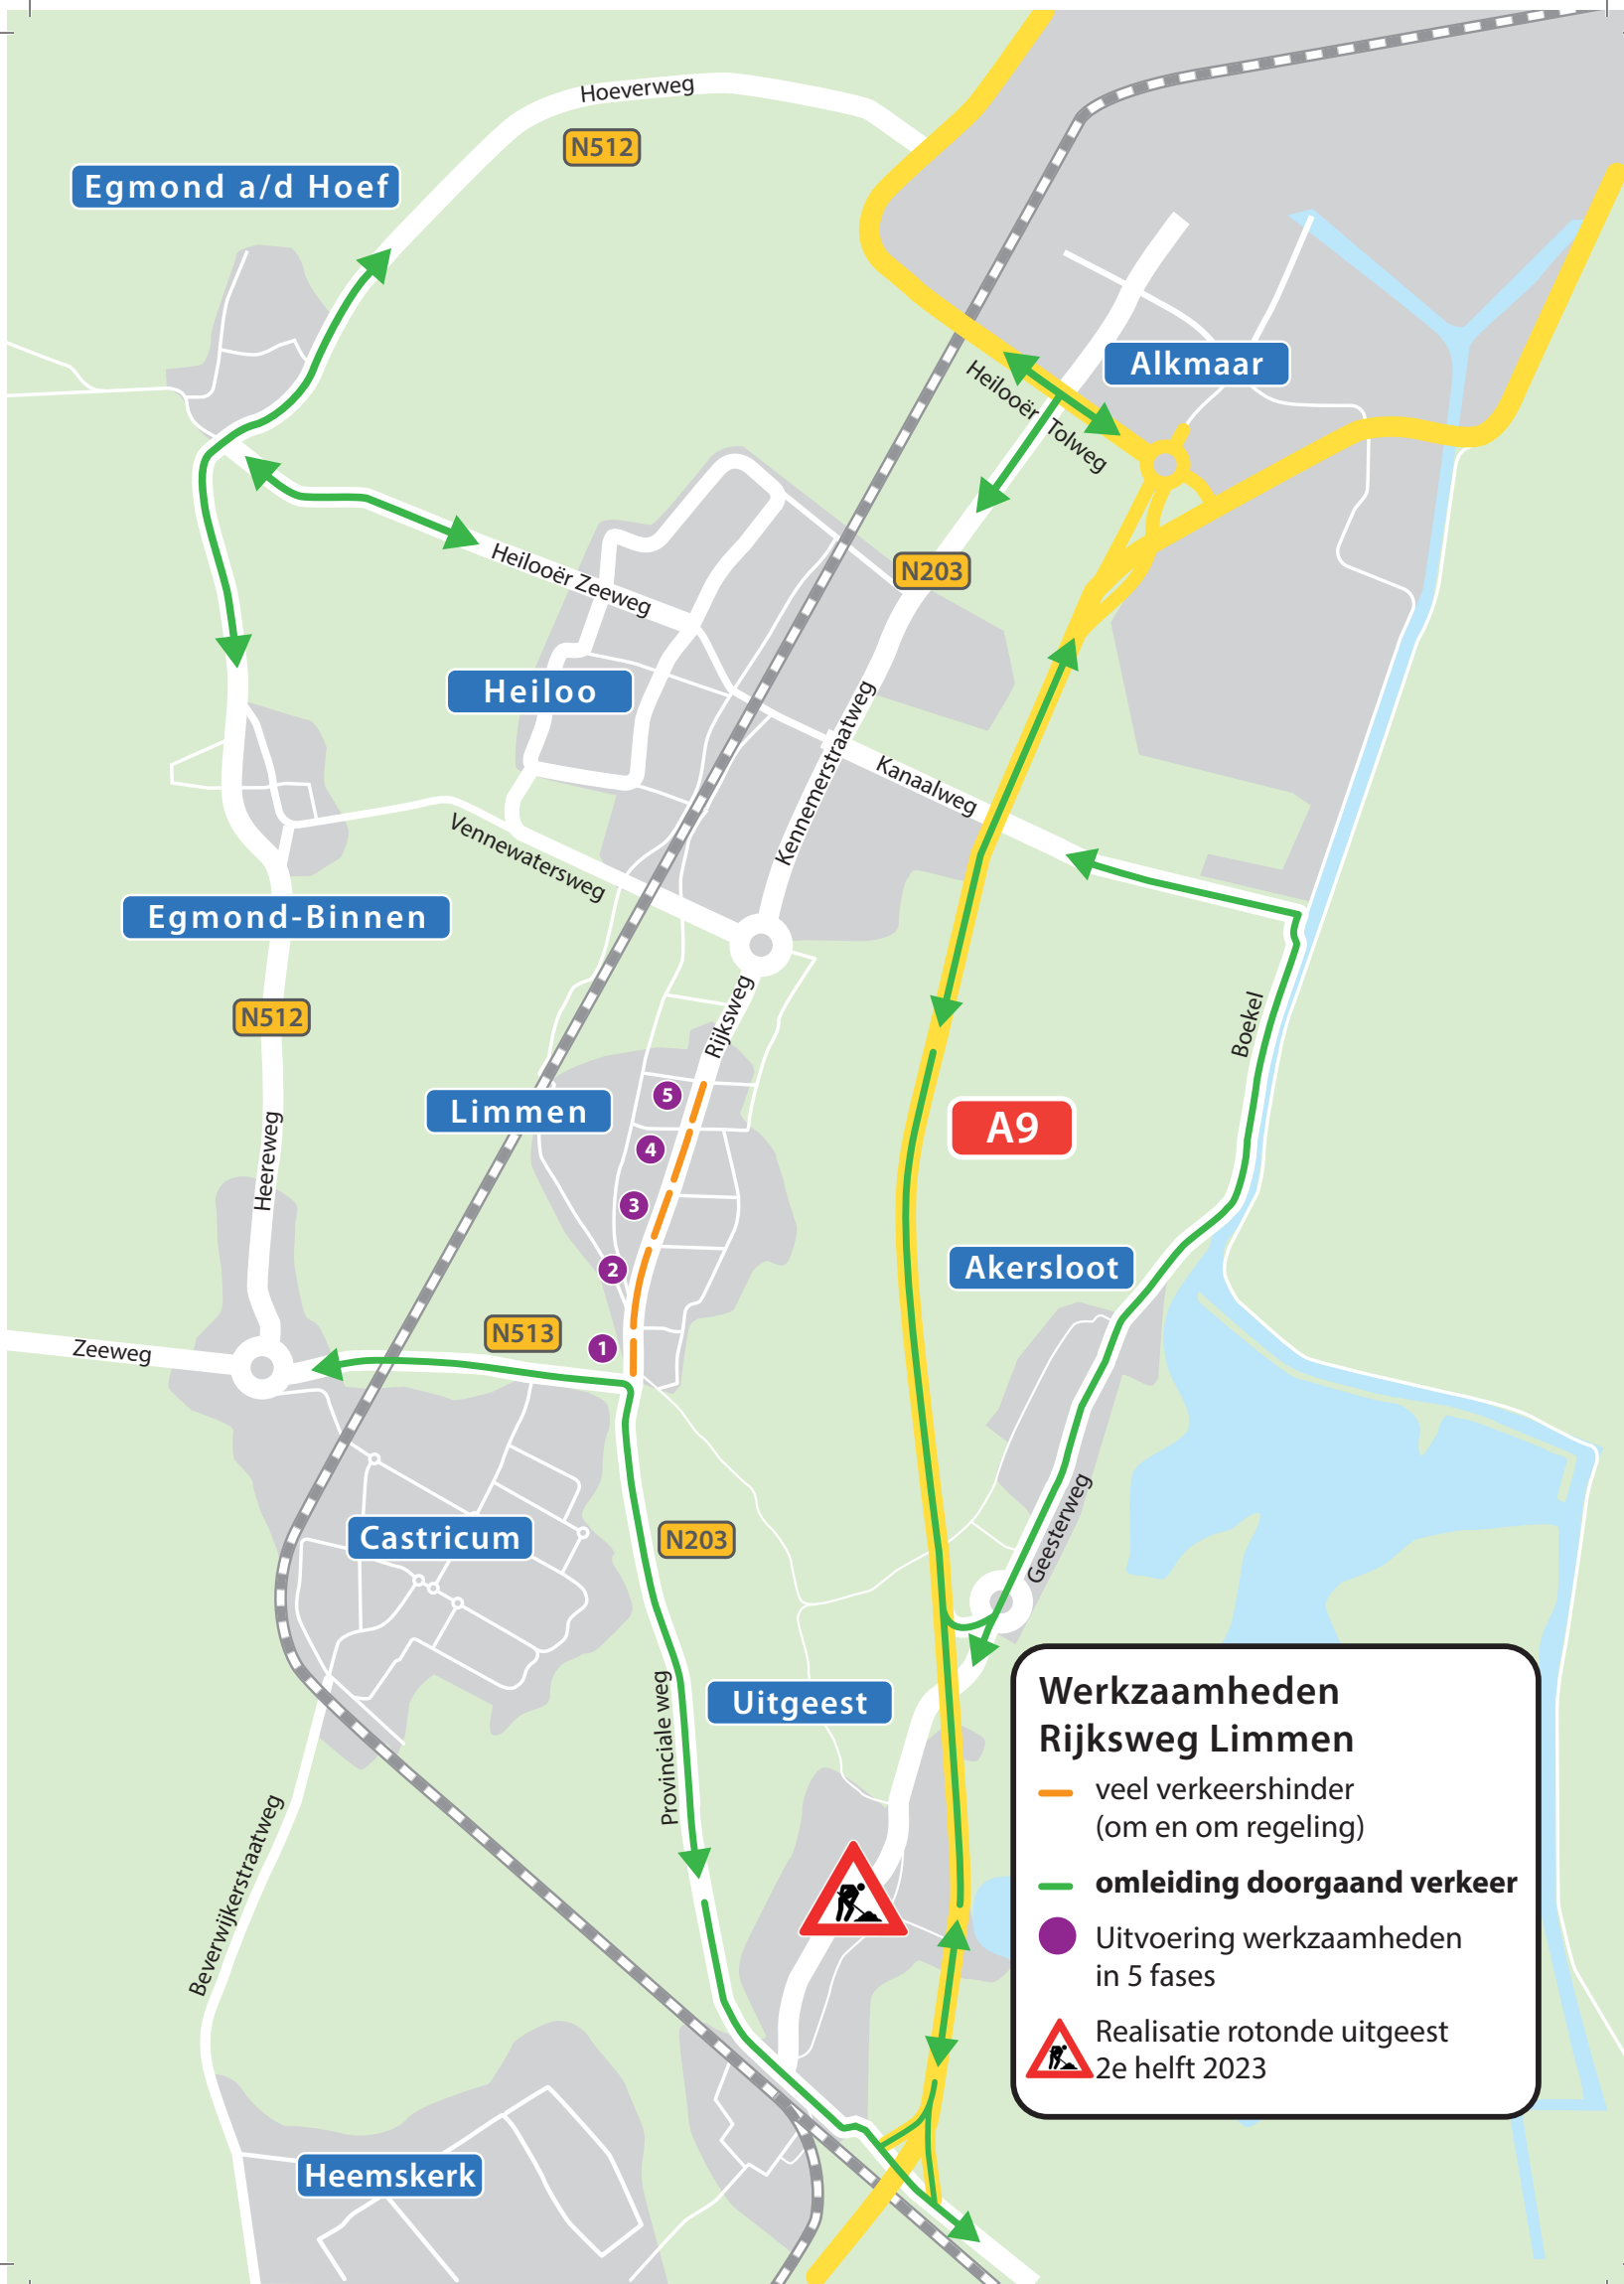 Hoeverweg
N512
Egmond a/d Hoef
Alkmaar
Heilooër Tolweg
Heilooër Zeeweg
N203
Heiloo
Kennemerstraatweg
Kanaalweg
Vennewatersweg
Egmond-Binnen
N512
Rijksweg
Boekel
5
Limmen
A9
4
Heereweg
3
Akersloot
2
N513
1
Zeeweg
Castricum
N203
Geesterweg
Provinciale weg
Uitgeest
Beverwijkerstraatweg
Heemskerk
Werkzaamheden
Rijksweg Limmen
veel verkeershinder
(om en om regeling)
omleiding doorgaand verkeer
Uitvoering werkzaamheden
in 5 fases
Realisatie rotonde uitgeest
2e helft 2023